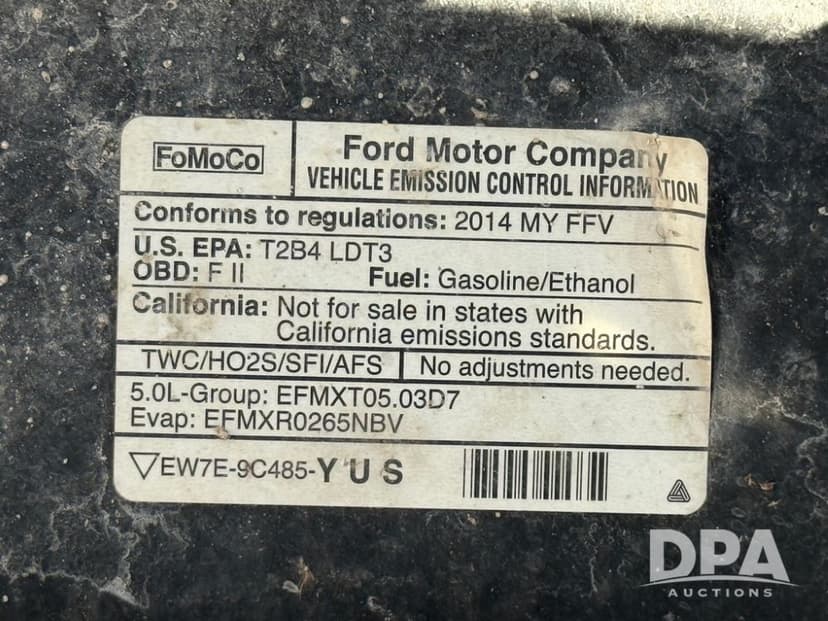 FoMoCo
Ford Motor Company
VEHICLE EMISSION CONTROL INFORMATION
Conforms to regulations: 2014 MY FFV
U.S. EPA: T2B4 LDT3
OBD: F II Fuel: Gasoline/Ethanol
California: Not for sale in states with
California emissions standards.
TWC/HO2S/SFI/AFS No adjustments needed.
5.0L-Group: EFMXT05.03D7
Evap: EFMXR0265NBV
EW7E-9C485-YUS
DPA
AUCTIONS